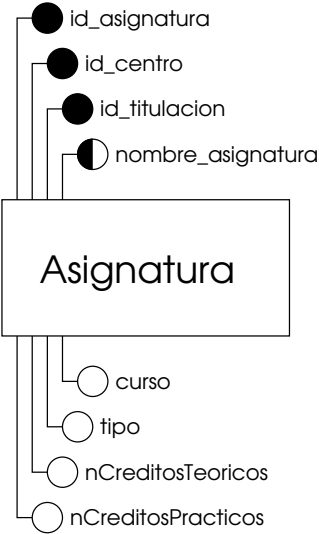 id_asignatura
id_centro
id_titulacion
nombre_asignatura
Asignatura
curso
tipo
nCreditosTeoricos
nCreditosPracticos